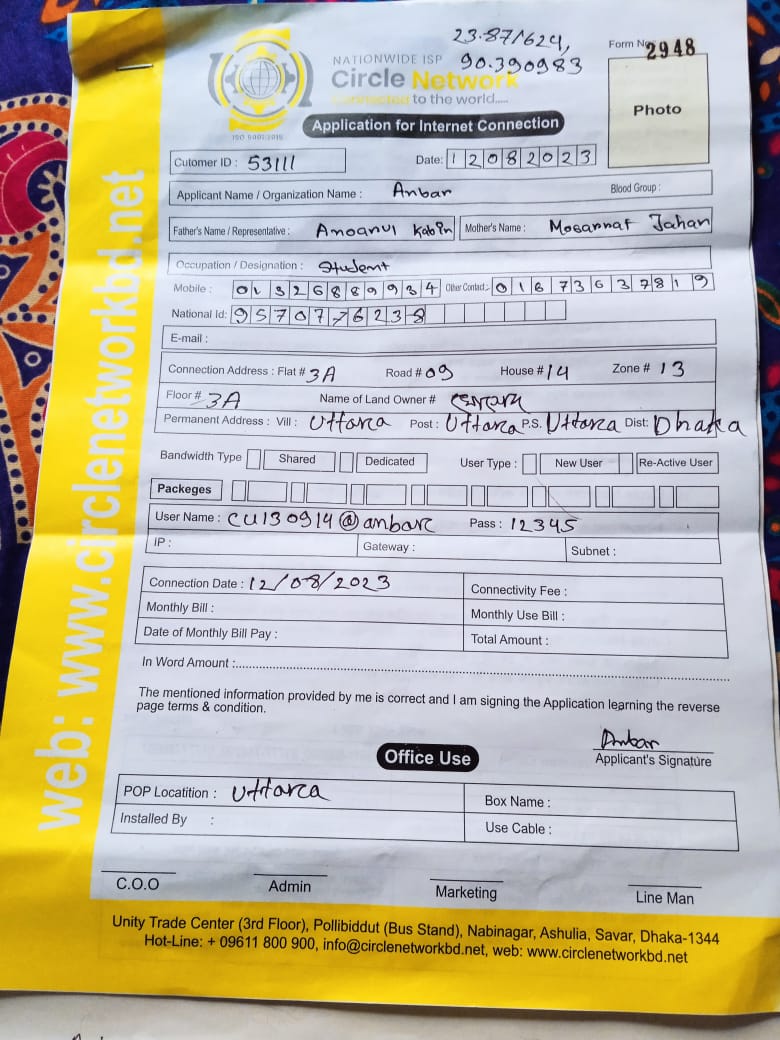 23.871624,
90.390983
Form No 2948
NATIONWIDE ISP
Circle Network
Connected to the world.....
ISO 9001:2015
Photo
Application for Internet Connection
Cutomer ID : 53111
Date: 12082023
Applicant Name / Organization Name : Anbar
Blood Group :
Father's Name / Representative : Anoarul Kabir
Mother's Name : Mosarrat Jahan
Occupation / Designation : Student
Mobile : 01326889934 Other Contact : 01673637819
National Id: 9570776238
E-mail :
Connection Address : Flat # 3A Road # 09 House # 14 Zone # 13
Floor # 3A Name of Land Owner #
Permanent Address : Vill : Uttara Post : Uttara P.S. Uttara Dist: Dhaka
Bandwidth Type Shared Dedicated User Type : New User Re-Active User
Packeges
User Name : CU130914@anbar Pass : 12345
IP : Gateway : Subnet :
Connection Date : 12/08/2023 Connectivity Fee :
Monthly Bill : Monthly Use Bill :
Date of Monthly Bill Pay : Total Amount :
In Word Amount :
The mentioned information provided by me is correct and I am signing the Application learning the reverse
page terms & condition.
Anbar
Applicant's Signature
Office Use
POP Locatition : Uttara Box Name :
Installed By : Use Cable :
C.O.O Admin Marketing Line Man
Unity Trade Center (3rd Floor), Pollibiddut (Bus Stand), Nabinagar, Ashulia, Savar, Dhaka-1344
Hot-Line: + 09611 800 900, info@circlenetworkbd.net, web: www.circlenetworkbd.net
web: www.circlenetworkbd.net